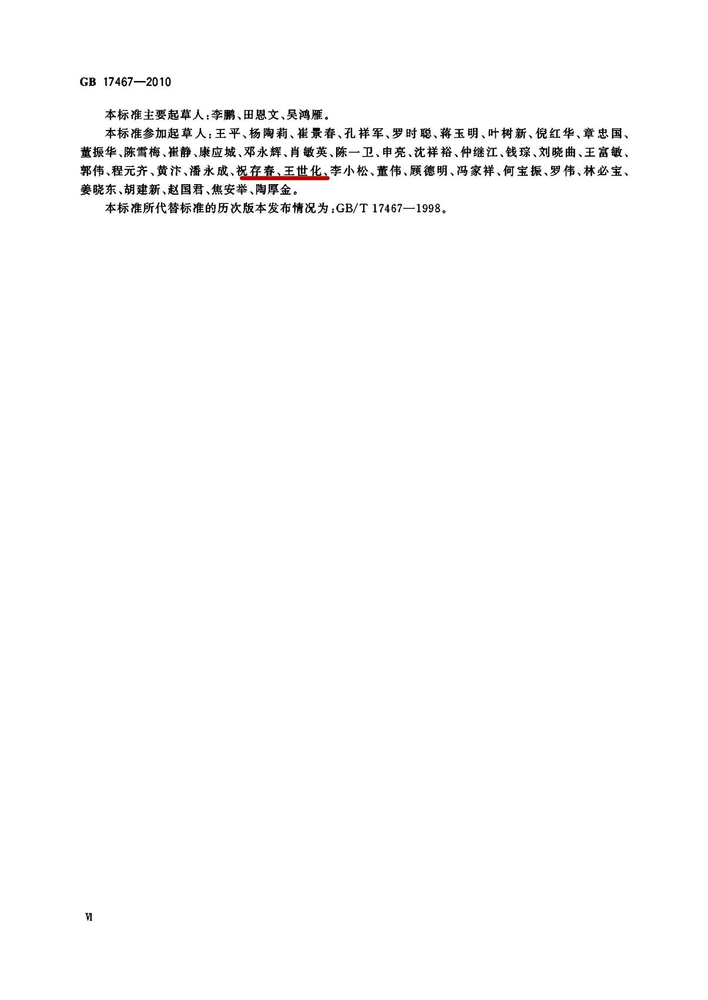 GB 17467—2010
本标准主要起草人:李鹏、田恩文、吴鸿雁。
本标准参加起草人:王平、杨陶莉、崔景春、孔祥军、罗时聪、蒋玉明、叶树新、倪红华、章忠国、
董振华、陈雪梅、崔静、康应城、邓永辉、肖敏英、陈一卫、申亮、沈祥裕、仲继江、钱琮、刘晓曲、王富敏、
郭伟、程元齐、黄汴、潘永成、祝存春、王世化、李小松、董伟、顾德明、冯家祥、何宝振、罗伟、林必宝、
姜晓东、胡建新、赵国君、焦安举、陶厚金。
本标准所代替标准的历次版本发布情况为:GB/T 17467—1998。
Ⅵ